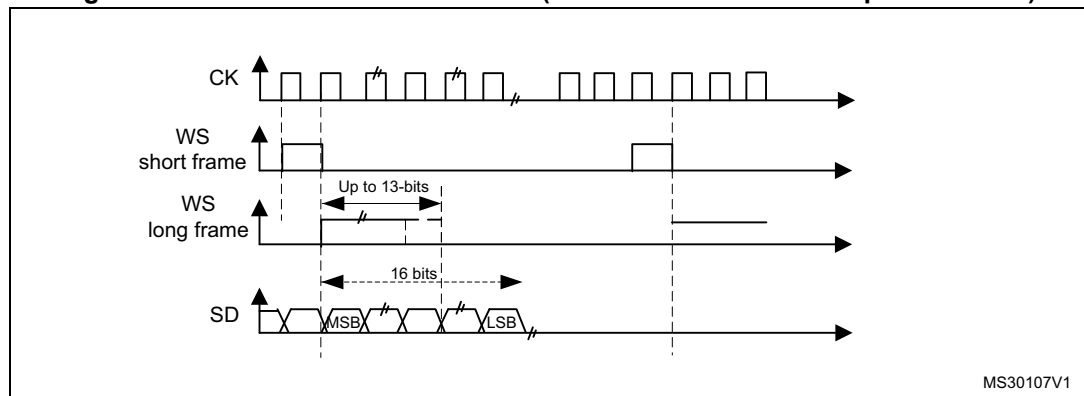 CK
WS
short frame
Up to 13-bits
WS
long frame
16 bits
SD
MSB
LSB
MS30107V1